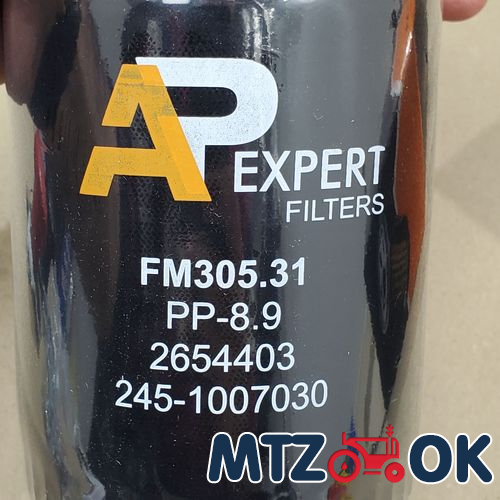 AP EXPERT
FILTERS
FM305.31
PP-8.9
2654403
245-1007030
MTZ OK